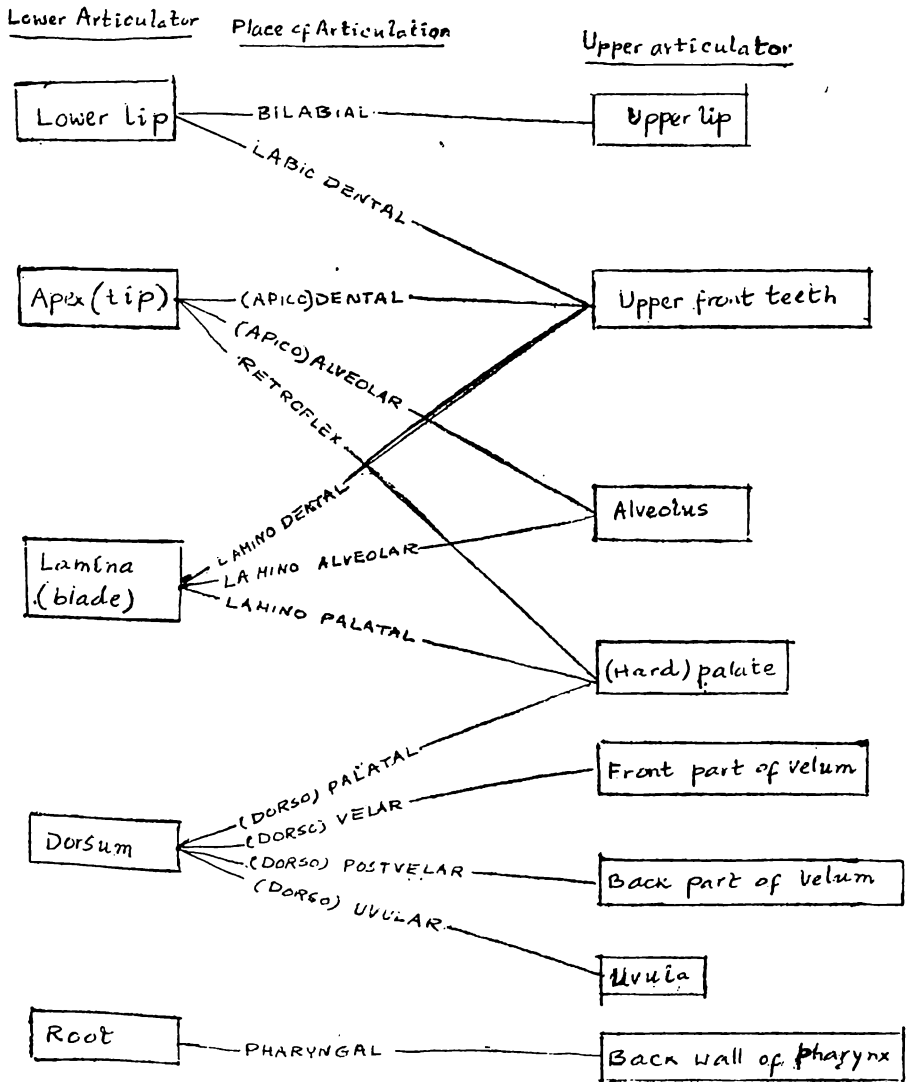 Lower Articulator
Place of Articulation
Upper articulator
Lower lip
BILABIAL
Upper lip
LABIC DENTAL
Apex (tip)
(APICO) DENTAL
Upper front teeth
(APICO) ALVEOLAR
RETROFLEX
LAMINO DENTAL
Alveolus
Lamina
(blade)
LAMINO ALVEOLAR
LAMINO PALATAL
(Hard) palate
(DORSO) PALATAL
Front part of velum
Dorsum
(DORSO) VELAR
(DORSO) POSTVELAR
Back part of velum
(DORSO) UVULAR
Uvula
Root
PHARYNGAL
Back wall of pharynx